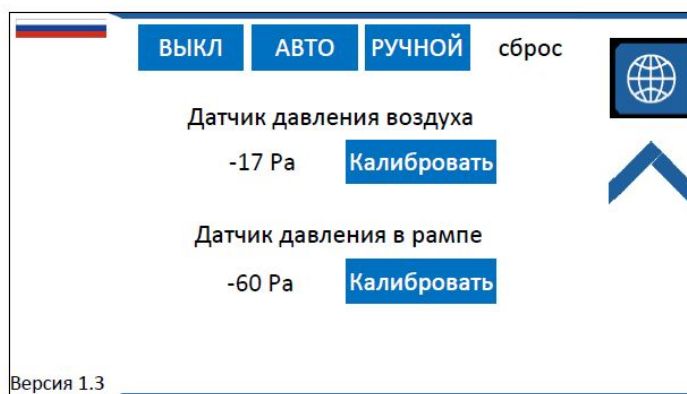 ВЫКЛ АВТО РУЧНОЙ сброс
Датчик давления воздуха
-17 Pa Калибровать
Датчик давления в рампе
-60 Pa Калибровать
Версия 1.3